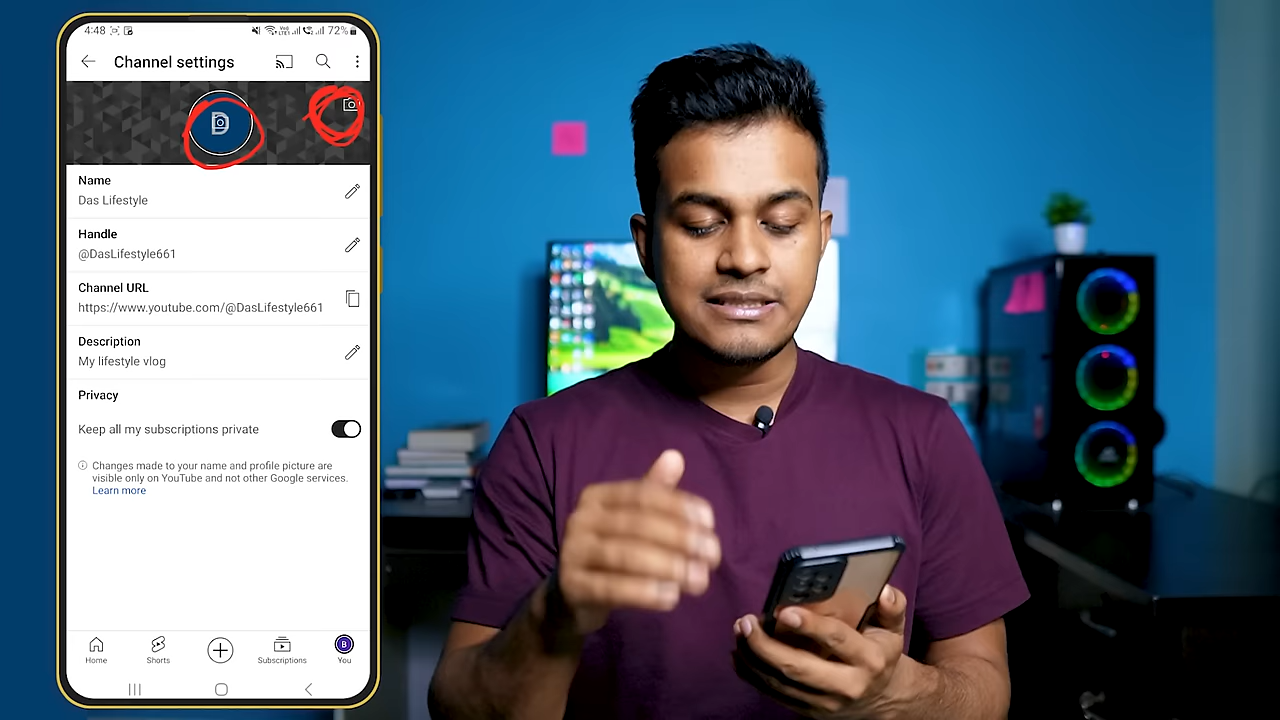 4:48
72%
Channel settings
D
Name
Das Lifestyle
Handle
@DasLifestyle661
Channel URL
https://www.youtube.com/@DasLifestyle661
Description
My lifestyle vlog
Privacy
Keep all my subscriptions private
Changes made to your name and profile picture are
visible only on YouTube and not other Google services.
Learn more
B
Home
Shorts
Subscriptions
You